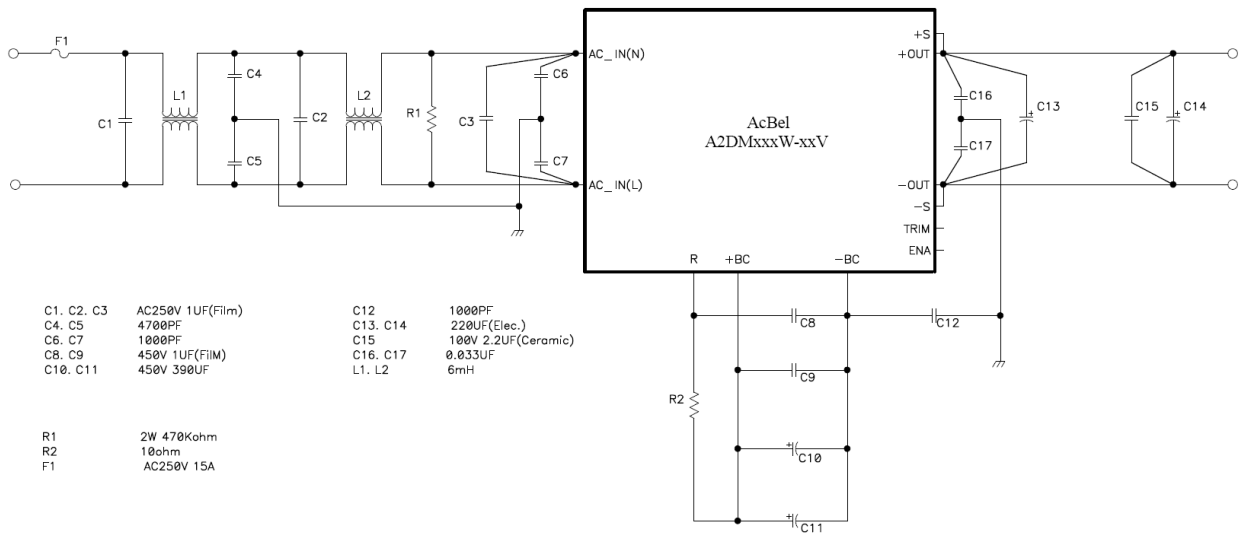 F1
C1
L1
C4
C5
C2
L2
R1
C3
C6
C7
AC_IN(N)
AC_IN(L)
AcBel
A2DMxxxW-xxV
+S
+OUT
-OUT
-S
TRIM
ENA
R
+BC
-BC
C16
C17
C13
C15
C14
C8
C12
C9
R2
C10
C11
C1. C2. C3 AC250V 1UF(Film)
C4. C5 4700PF
C6. C7 1000PF
C8. C9 450V 1UF(FilM)
C10. C11 450V 390UF
C12 1000PF
C13. C14 220UF(Elec.)
C15 100V 2.2UF(Ceramic)
C16. C17 0.033UF
L1. L2 6mH
R1 2W 470Kohm
R2 10ohm
F1 AC250V 15A